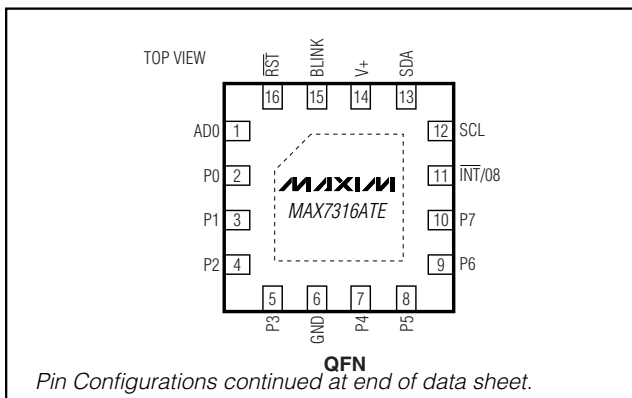 TOP VIEW
RST
BLINK
V+
SDA
16
15
14
13
AD0 1
12 SCL
P0 2
11 INT/08
P1 3
10 P7
P2 4
9 P6
MAXIM
MAX7316ATE
5
6
7
8
P3
GND
P4
P5
QFN
Pin Configurations continued at end of data sheet.